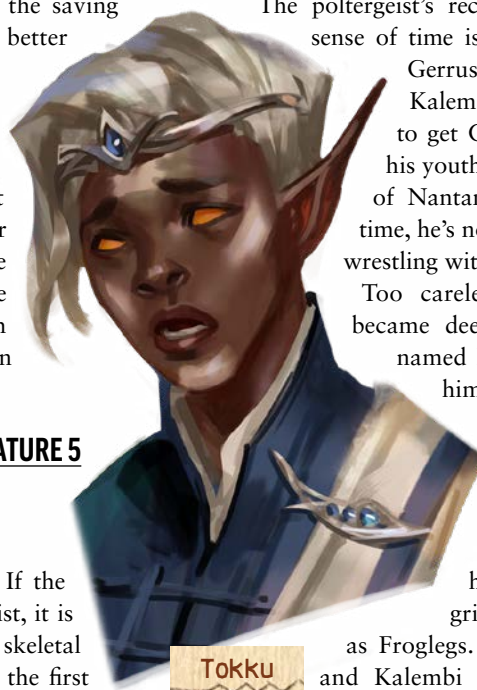 the saving
better
t
r
e
e
n
n
ATURE 5
If the
ist, it is
skeletal
the first
The poltergeist's rec
sense of time is
Gerrus
Kalem
to get
his youth
of Nantar
time, he's no
wrestling wit
Too carele
became dee
named
him
h
gri
as Froglegs.
and Kalembi
Tokku